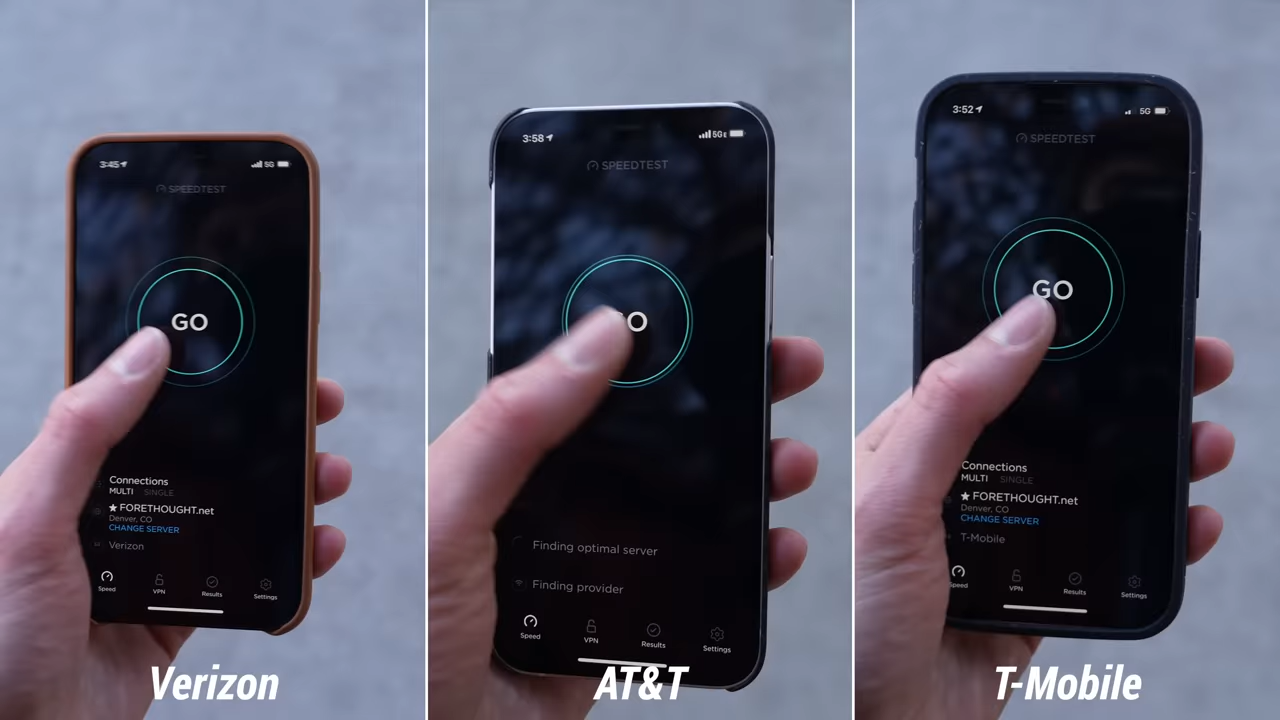 3:45
5G
SPEEDTEST
GO
Connections
MULTI SINGLE
FORETHOUGHT.net
Denver, CO
CHANGE SERVER
Verizon
Speed VPN Results Settings
Verizon
3:58
5GE
SPEEDTEST
GO
Finding optimal server
Finding provider
Speed VPN Results Settings
AT&T
3:52
5G
SPEEDTEST
GO
Connections
MULTI SINGLE
FORETHOUGHT.net
Denver, CO
CHANGE SERVER
T-Mobile
Speed VPN Results Settings
T-Mobile